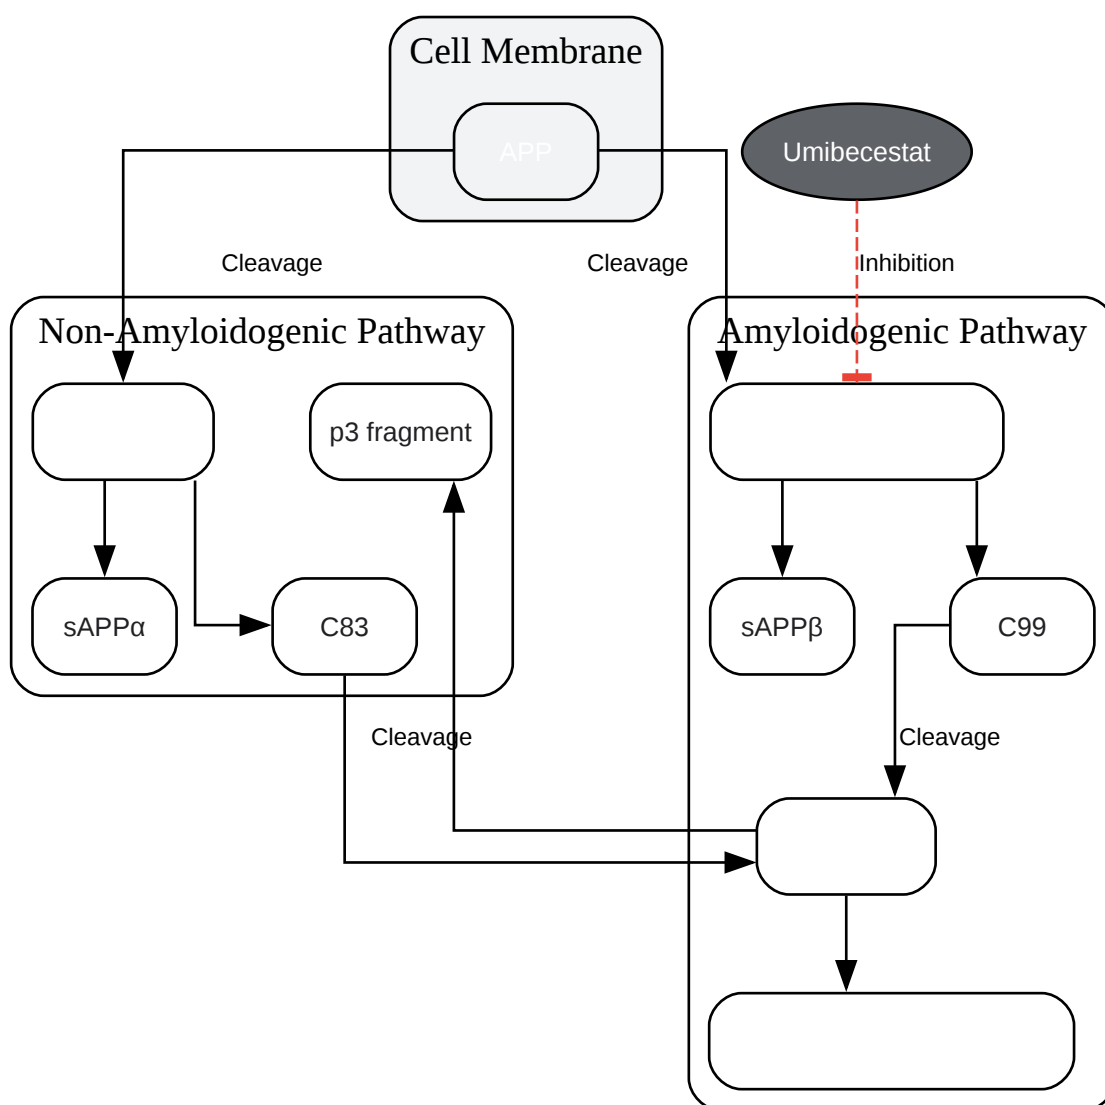 Cell Membrane
APP
Umibecestat
Cleavage
Cleavage
Inhibition
Non-Amyloidogenic Pathway
Amyloidogenic Pathway
p3 fragment
sAPPα
C83
sAPPβ
C99
Cleavage
Cleavage